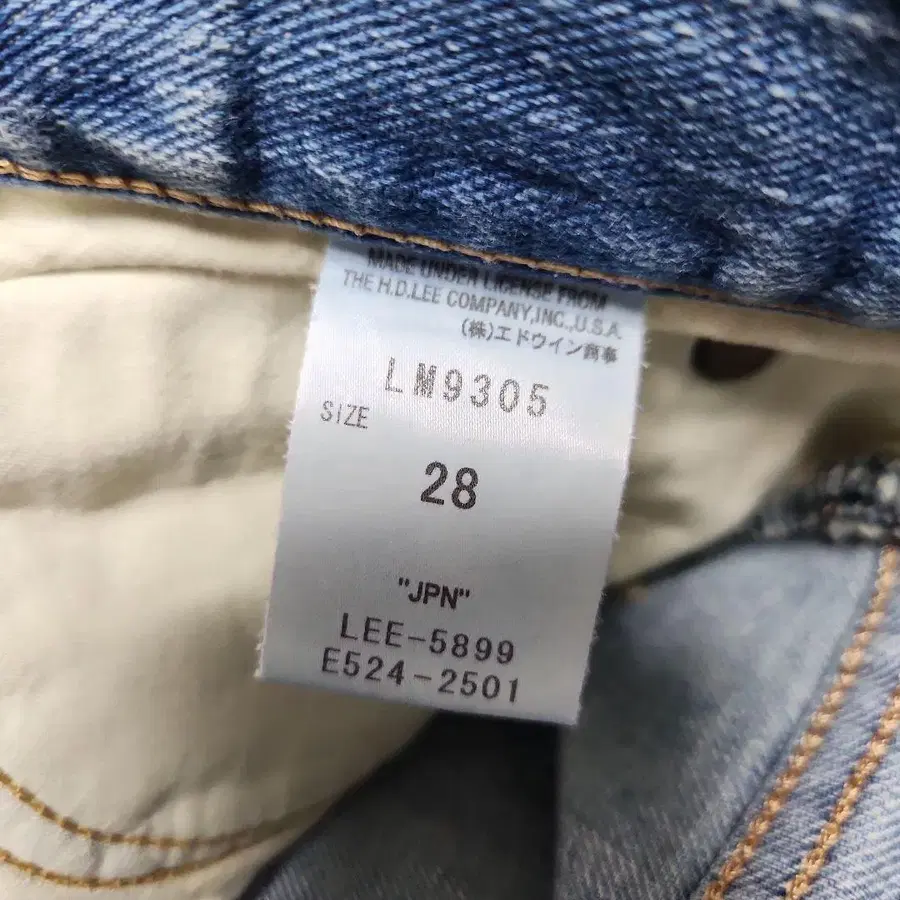 MADE UNDER LICENSE FROM
THE H.D.LEE COMPANY,INC.,U.S.A.
(株)エドウイン商事
LM9305
SIZE
28
"JPN"
LEE-5899
E524-2501